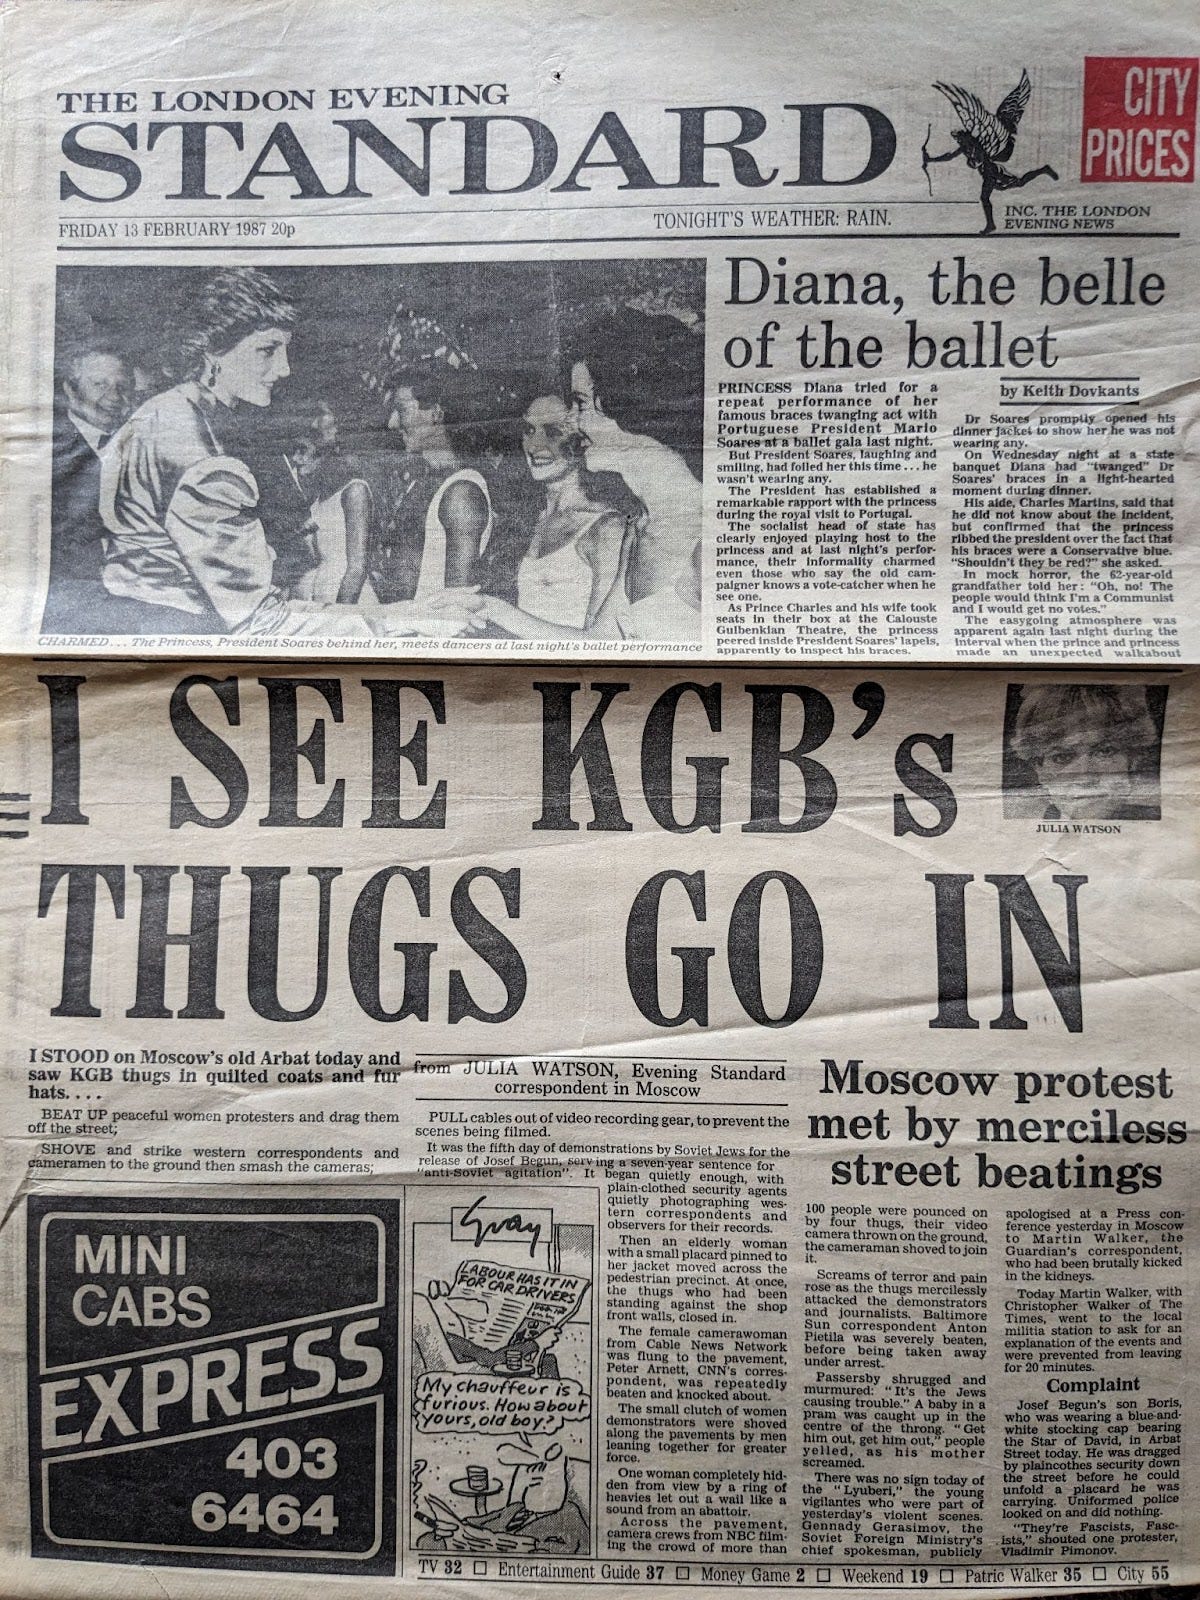 THE LONDON EVENING
STANDARD
CITY
PRICES
FRIDAY 13 FEBRUARY 1987 20p
TONIGHT'S WEATHER: RAIN.
INC. THE LONDON
EVENING NEWS
CHARMED... The Princess, President Soares behind her, meets dancers at last night's ballet performance
Diana, the belle
of the ballet
PRINCESS Diana tried for a
repeat performance of her
famous braces twanging act with
Portuguese President Mario
Soares at a ballet gala last night.
But President Soares, laughing and
smiling, had foiled her this time... he
wasn't wearing any.
The President has established a
remarkable rapport with the princess
during the royal visit to Portugal.
The socialist head of state has
clearly enjoyed playing host to the
princess and at last night's perfor-
mance, their informality charmed
even those who say the old cam-
paigner knows a vote-catcher when he
see one.
As Prince Charles and his wife took
seats in their box at the Calouste
Gulbenkian Theatre, the princess
peered inside President Soares' lapels,
apparently to inspect his braces.
by Keith Dovkants
Dr Soares promptly opened his
dinner jacket to show her he was not
wearing any.
On Wednesday night at a state
banquet Diana had "twanged" Dr
Soares' braces in a light-hearted
moment during dinner.
His aide, Charles Martins, said that
he did not know about the incident,
but confirmed that the princess
ribbed the president over the fact that
his braces were a Conservative blue.
"Shouldn't they be red?" she asked.
In mock horror, the 62-year-old
grandfather told her: "Oh, no! The
people would think I'm a Communist
and I would get no votes."
The easygoing atmosphere was
apparent again last night during the
interval when the prince and princess
made an unexpected walkabout
I SEE KGB's
THUGS GO IN
JULIA WATSON
I STOOD on Moscow's old Arbat today and
saw KGB thugs in quilted coats and fur
hats....
BEAT UP peaceful women protesters and drag them
off the street;
SHOVE and strike western correspondents and
cameramen to the ground then smash the cameras;
from JULIA WATSON, Evening Standard
correspondent in Moscow
PULL cables out of video recording gear, to prevent the
scenes being filmed.
It was the fifth day of demonstrations by Soviet Jews for the
release of Josef Begun, serving a seven-year sentence for
"anti-Soviet agitation". It began quietly enough, with
plain-clothed security agents
quietly photographing wes-
tern correspondents and
observers for their records.
Then an elderly woman
with a small placard pinned to
her jacket moved across the
pedestrian precinct. At once,
the thugs who had been
standing against the shop
front walls, closed in.
The female camerawoman
from Cable News Network
was flung to the pavement,
Peter Arnett, CNN's corres-
pondent, was repeatedly
beaten and knocked about.
The small clutch of women
demonstrators were shoved
along the pavements by men
leaning together for greater
force.
One woman completely hid-
den from view by a ring of
heavies let out a wail like a
sound from an abattoir.
Across the pavement,
camera crews from NBC film-
ing the crowd of more than
Moscow protest
met by merciless
street beatings
100 people were pounced on
by four thugs, their video
camera thrown on the ground,
the cameraman shoved to join
it.
Screams of terror and pain
rose as the thugs mercilessly
attacked the demonstrators
and journalists. Baltimore
Sun correspondent Anton
Pietila was severely beaten,
before being taken away
under arrest.
Passersby shrugged and
murmured: "It's the Jews
causing trouble." A baby in a
pram was caught up in the
centre of the throng. "Get
him out, get him out," people
yelled, as his mother
screamed.
There was no sign today of
the "Lyuberi," the young
vigilantes who were part of
yesterday's violent scenes.
Gennady Gerasimov, the
Soviet Foreign Ministry's
chief spokesman, publicly
apologised at a Press con-
ference yesterday in Moscow
to Martin Walker, the
Guardian's correspondent,
who had been brutally kicked
in the kidneys.
Today Martin Walker, with
Christopher Walker of The
Times, went to the local
militia station to ask for an
explanation of the events and
were prevented from leaving
for 20 minutes.
Complaint
Josef Begun's son Boris,
who was wearing a blue-and-
white stocking cap bearing
the Star of David, in Arbat
Street today. He was dragged
by plaincothes security down
the street before he could
unfold a placard he was
carrying. Uniformed police
looked on and did nothing.
"They're Fascists, Fasc-
ists," shouted one protester,
Vladimir Pimonov.
MINI
CABS
EXPRESS
403
6464
Gray
LABOUR HAS IT IN
FOR CAR DRIVERS
My chauffeur is
furious. How about
yours, old boy?
TV 32 □ Entertainment Guide 37 □ Money Game 2 □ Weekend 19 □ Patric Walker 35 □ City 55